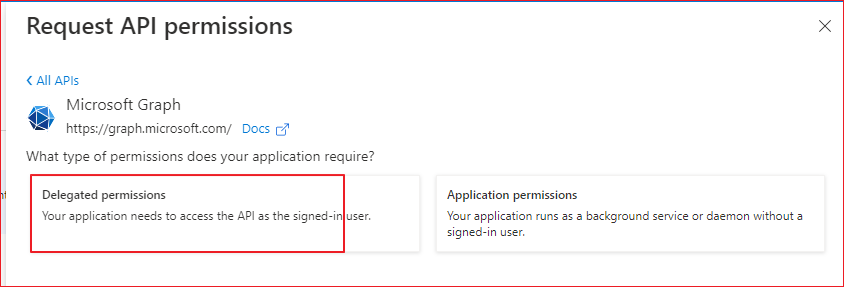 Request API permissions
All APIs
Microsoft Graph
https://graph.microsoft.com/ Docs
What type of permissions does your application require?
Delegated permissions
Your application needs to access the API as the signed-in user.
Application permissions
Your application runs as a background service or daemon without a
signed-in user.